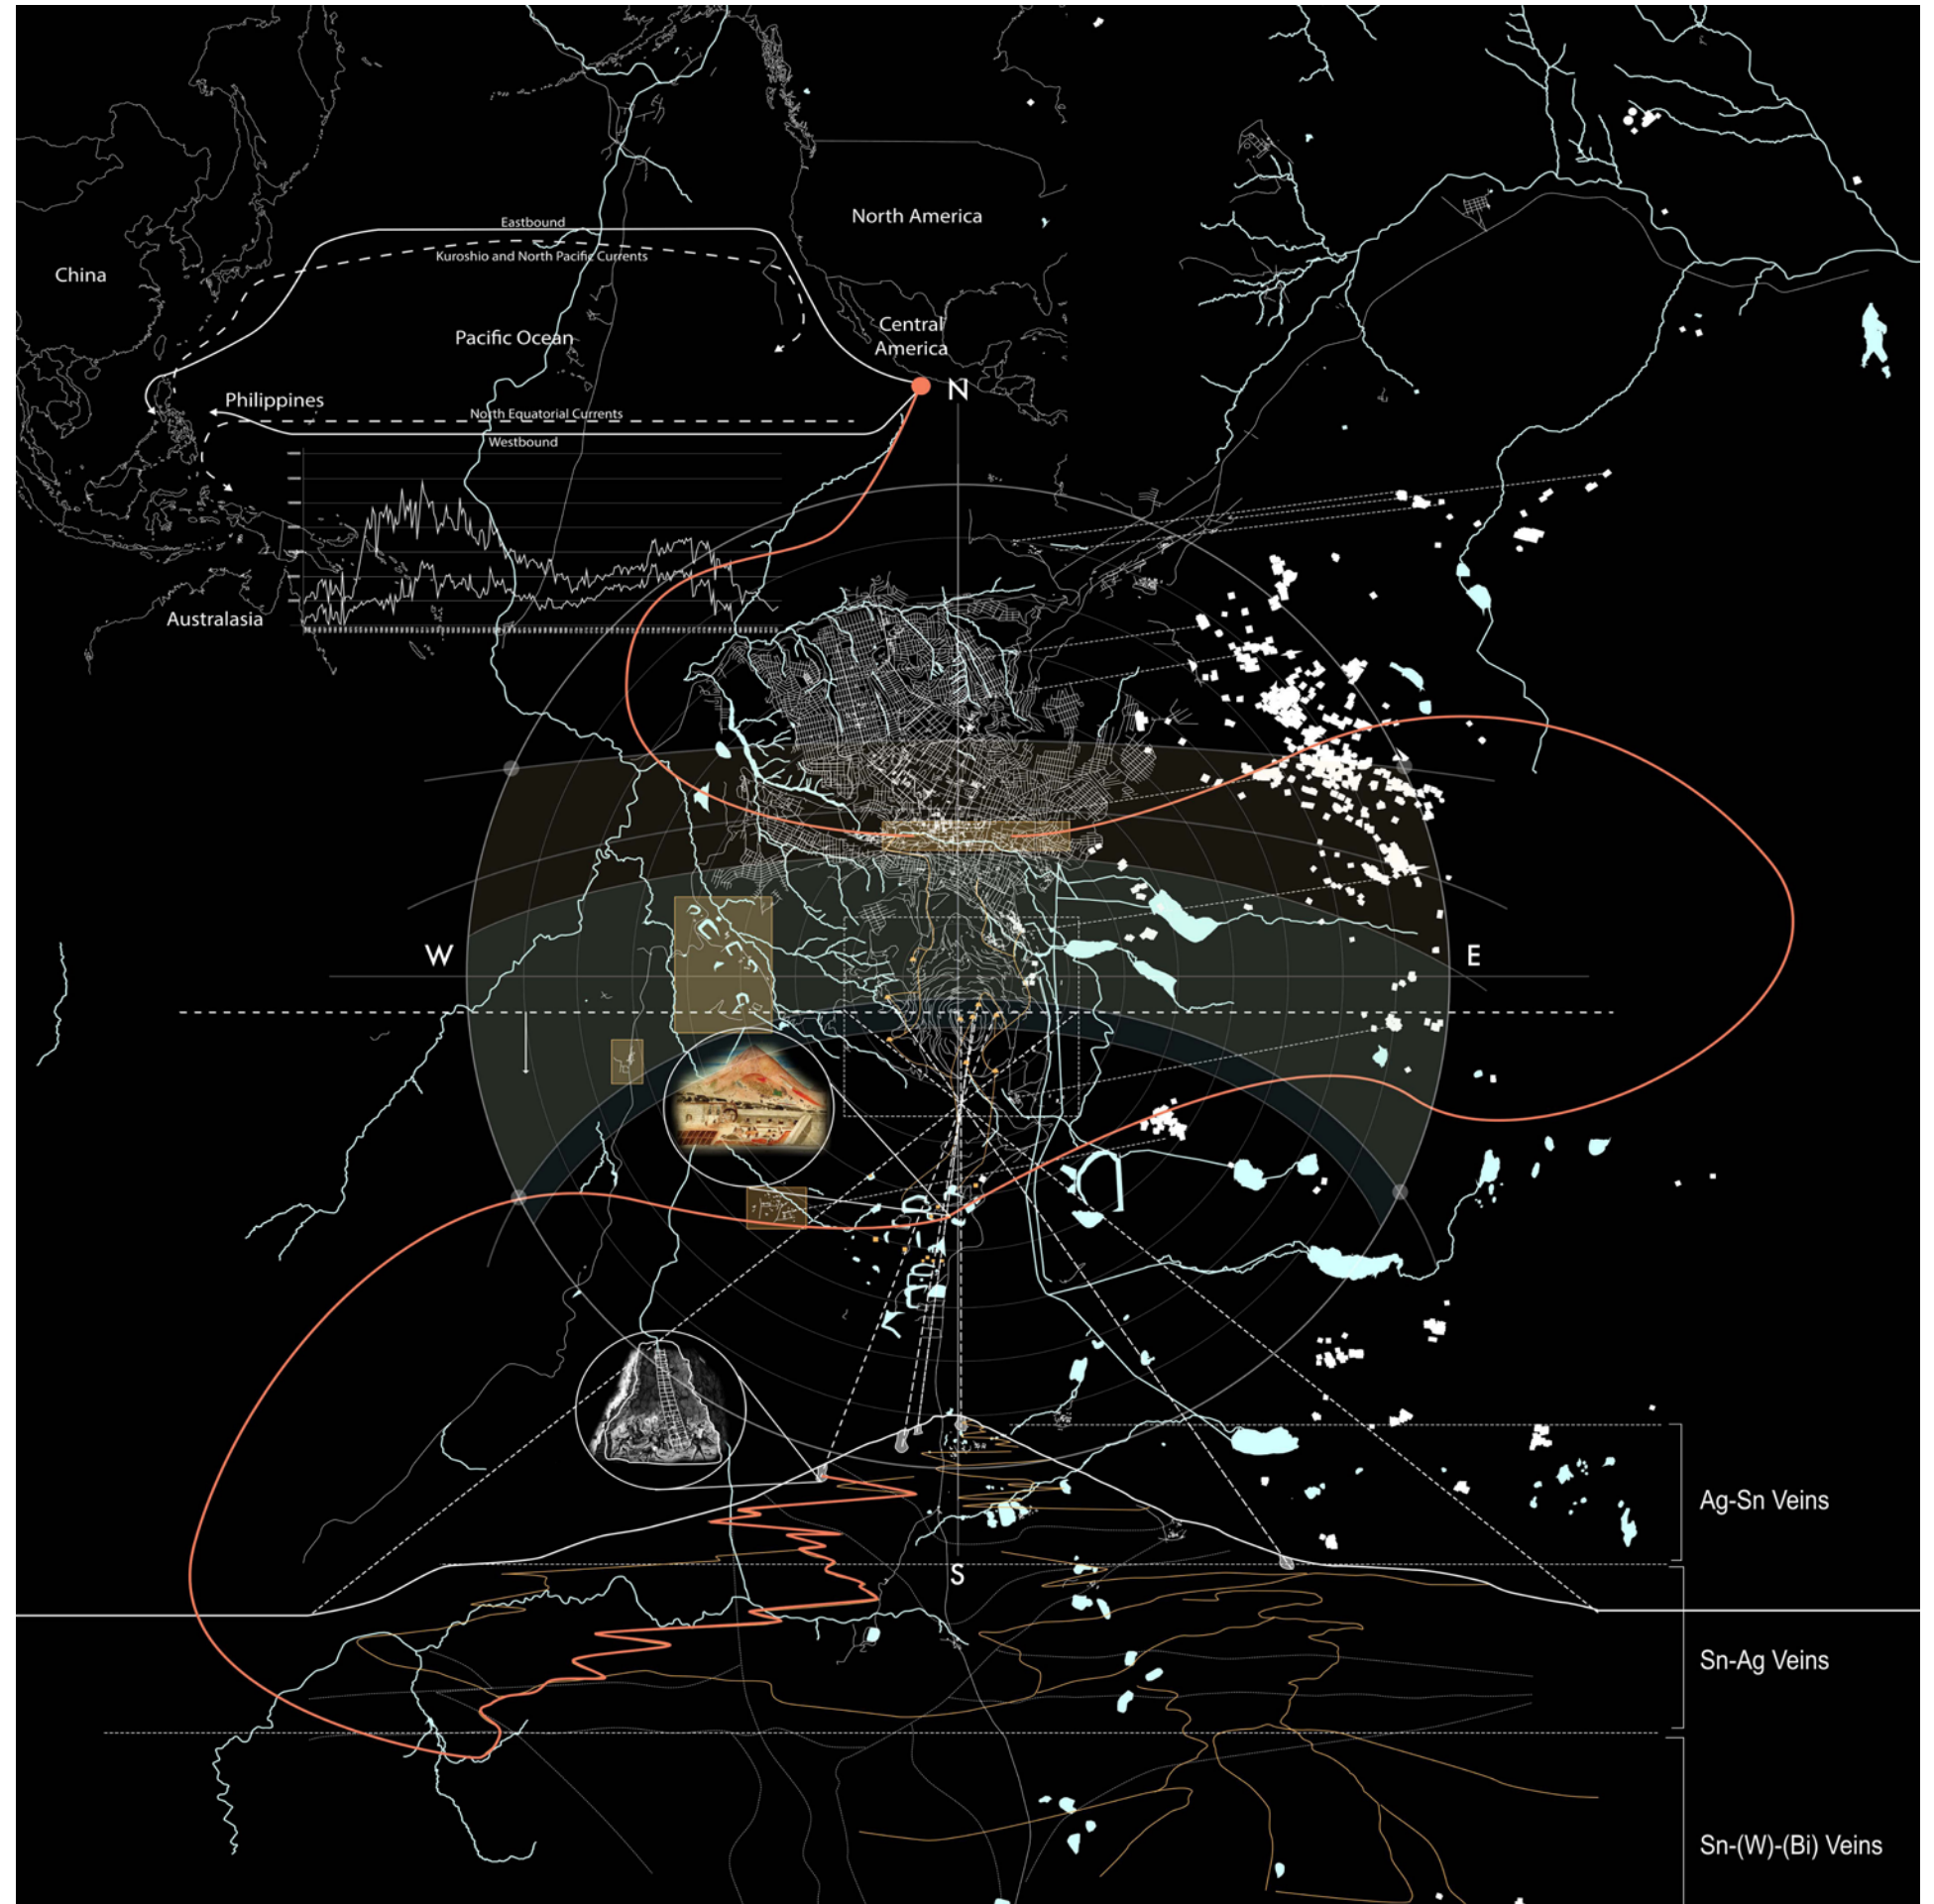 Eastbound
North America
Kuroshio and North Pacific Currents
China
Central
America
Pacific Ocean
N
Philippines
North Equatorial Currents
Westbound
Australasia
W
E
Ag-Sn Veins
S
Sn-Ag Veins
Sn-(W)-(Bi) Veins